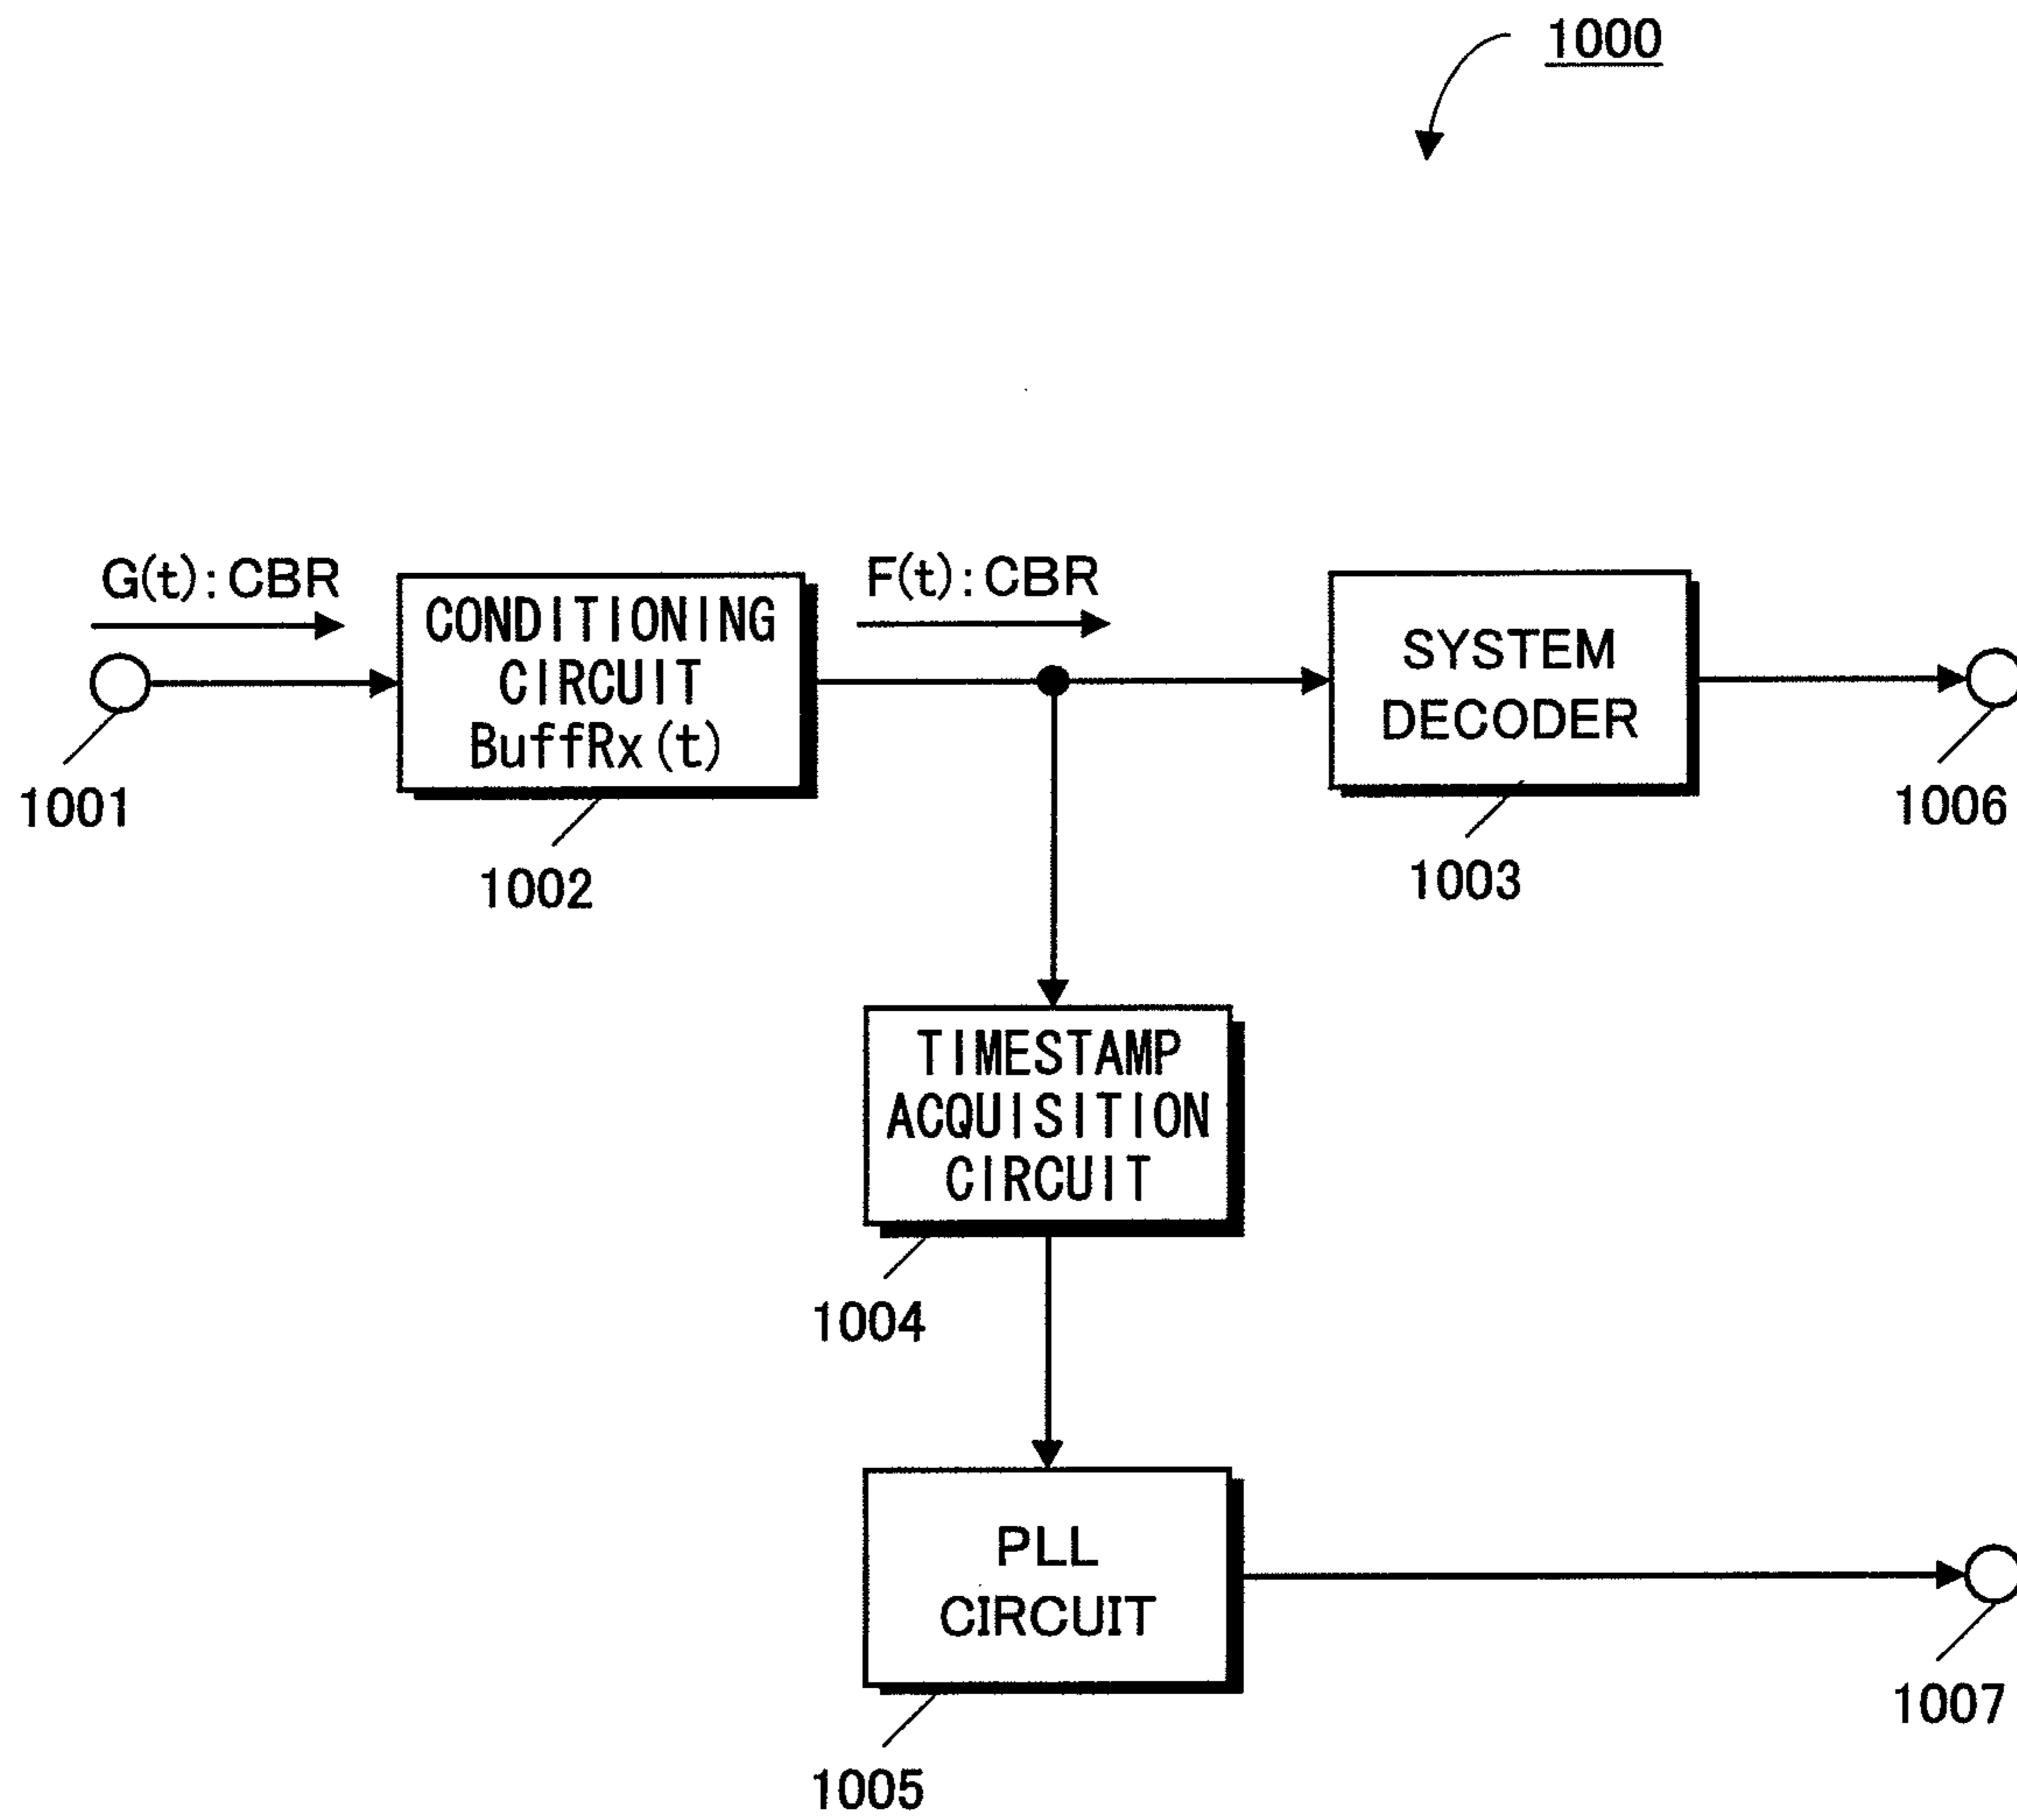 1000
G(t):CBR
F(t):CBR
CONDITIONING
CIRCUIT
BuffRx(t)
SYSTEM
DECODER
1001
1002
1003
1006
TIMESTAMP
ACQUISITION
CIRCUIT
1004
PLL
CIRCUIT
1005
1007